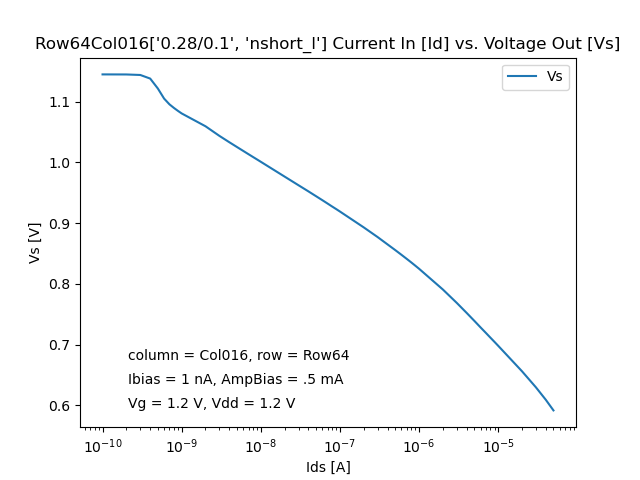 Row64Col016['0.28/0.1', 'nshort_l'] Current In [Id] vs. Voltage Out [Vs]
Vs
1.1
1.0
0.9
0.8
0.7
0.6
Vs [V]
column = Col016, row = Row64
Ibias = 1 nA, AmpBias = .5 mA
Vg = 1.2 V, Vdd = 1.2 V
10⁻¹⁰ 10⁻⁹ 10⁻⁸ 10⁻⁷ 10⁻⁶ 10⁻⁵
Ids [A]